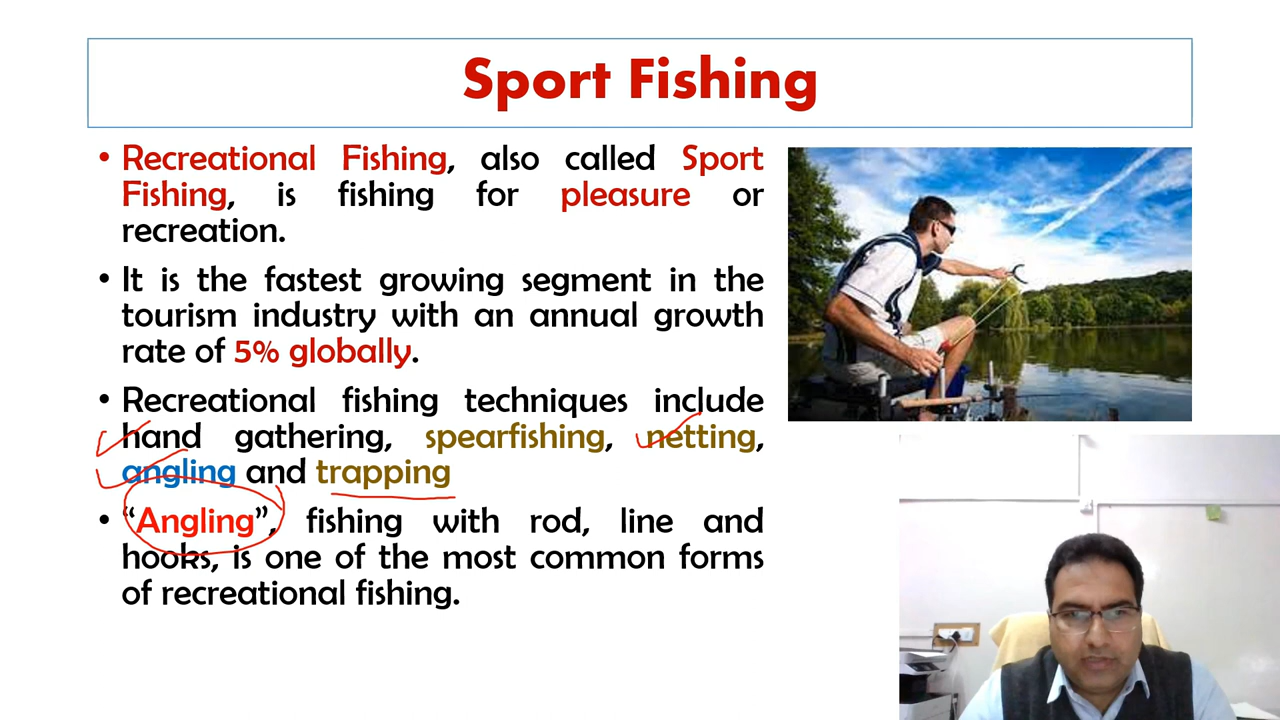 Sport Fishing
• Recreational Fishing, also called Sport
Fishing, is fishing for pleasure or
recreation.
• It is the fastest growing segment in the
tourism industry with an annual growth
rate of 5% globally.
• Recreational fishing techniques include
hand gathering, spearfishing, netting,
angling and trapping
• “Angling”, fishing with rod, line and
hooks, is one of the most common forms
of recreational fishing.